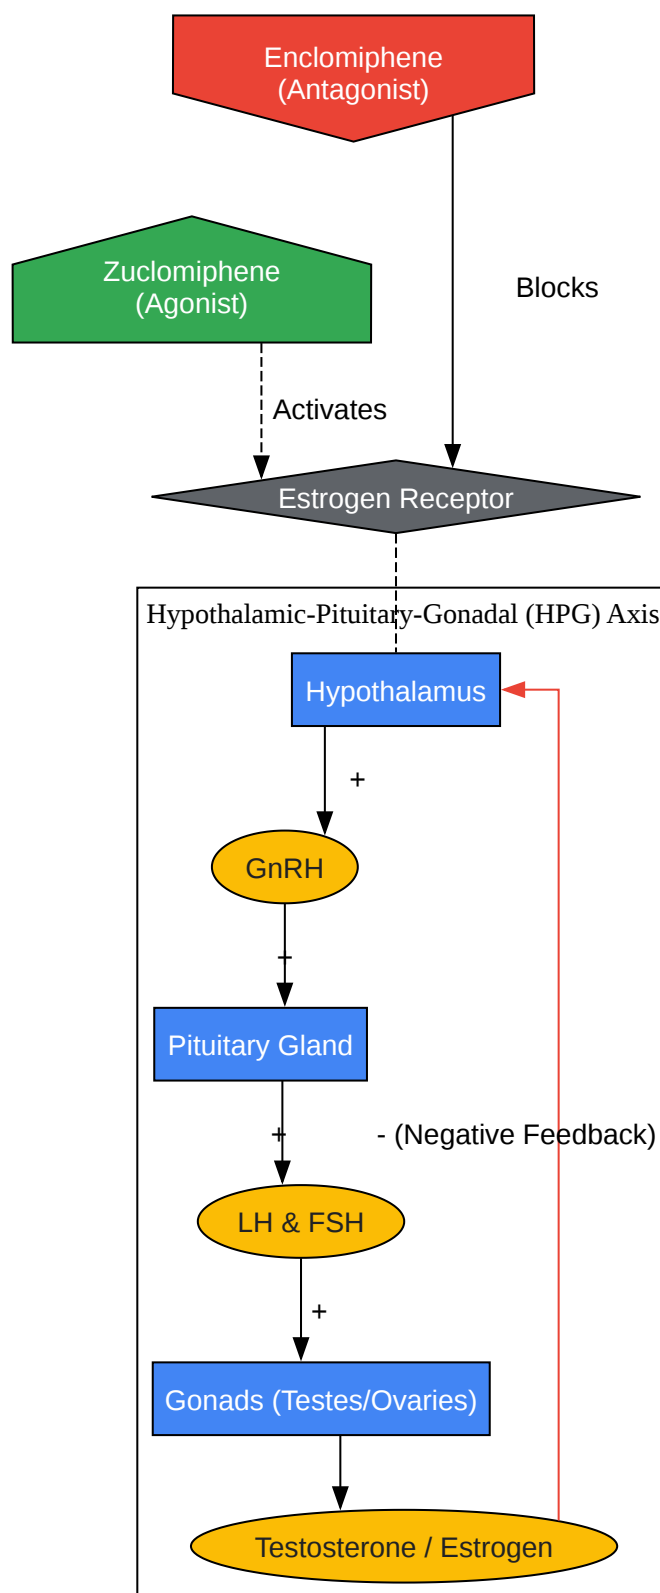 Enclomiphene
(Antagonist)
Zuclomiphene
(Agonist)
Blocks
Activates
Estrogen Receptor
Hypothalamic-Pituitary-Gonadal (HPG) Axis
Hypothalamus
+
GnRH
+
Pituitary Gland
+
- (Negative Feedback)
LH & FSH
+
Gonads (Testes/Ovaries)
Testosterone / Estrogen